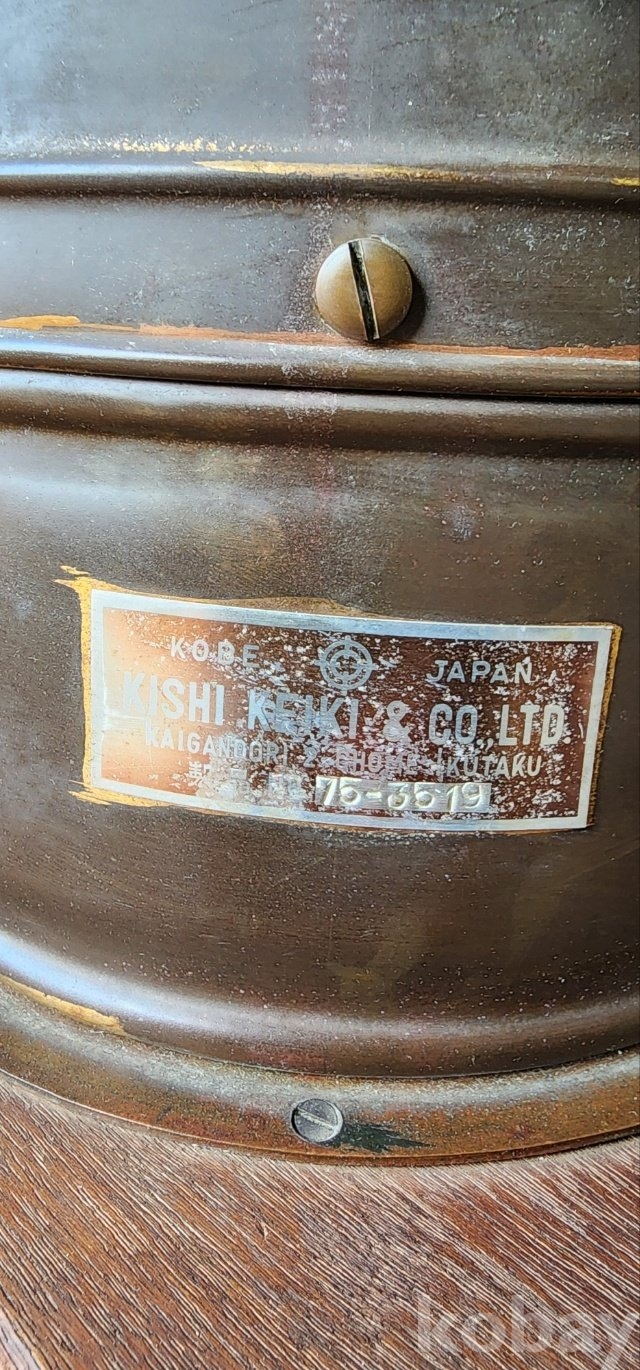 KOBE JAPAN
KISHI KEIKI & CO., LTD
KAIGANDORI 2-CHOME IKUTAKU
75-3519
kobay